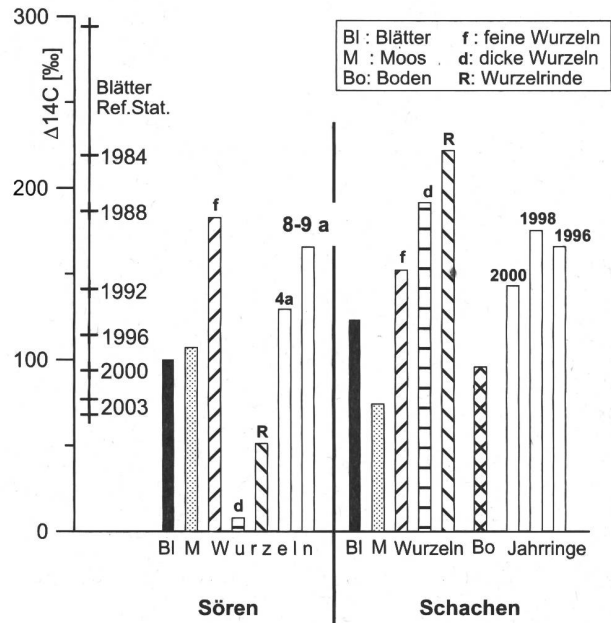 300
200
100
0
Δ14C [‰]
Blätter
Ref.Stat.
1984
1988
1992
1996
2000
2003
Bl : Blätter f : feine Wurzeln
M : Moos d: dicke Wurzeln
Bo: Boden R: Wurzelrinde
f
d
R
4a
8-9 a
f
d
R
2000
1998
1996
Bl M Wurzeln
Bl M Wurzeln Bo Jahrringe
Sören
Schachen